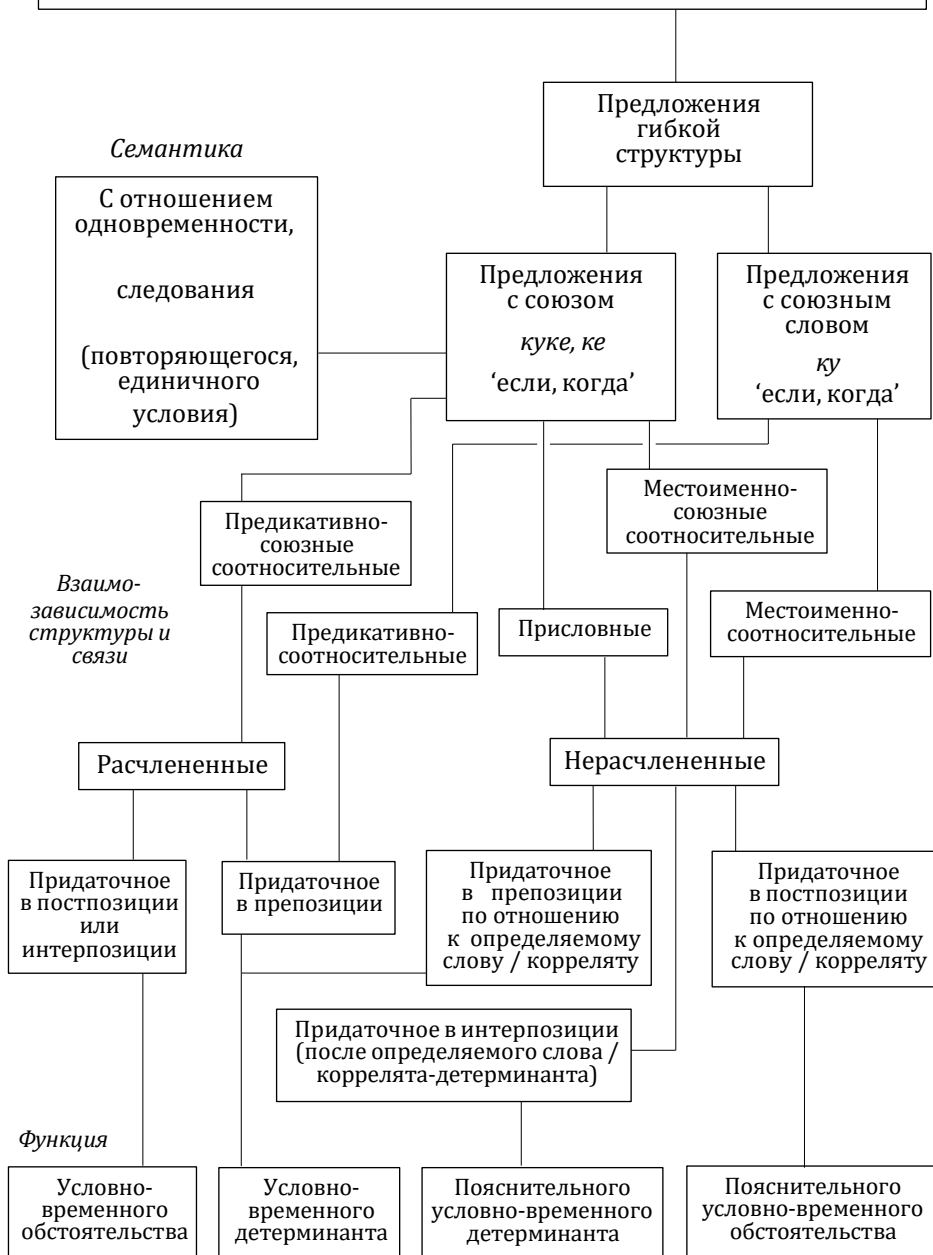 Предложения
гибкой
структуры
Семантика
С отношением
одновременности,
следования
(повторяющегося,
единичного
условия)
Предложения
с союзом
куке, ке
‘если, когда’
Предложения
с союзным
словом
ку
‘если, когда’
Предикативно-
союзные
соотносительные
Местоименно-
союзные
соотносительные
Взаимо-
зависимость
структуры и
связи
Предикативно-
соотносительные
Присловные
Местоименно-
соотносительные
Расчлененные
Нерасчлененные
Придаточное
в постпозиции
или
интерпозиции
Придаточное
в препозиции
Придаточное
в препозиции
по отношению
к определяемому
слову / корреляту
Придаточное
в постпозиции
по отношению
к определяемому
слову / корреляту
Придаточное в интерпозиции
(после определяемого слова /
коррелята-детерминанта)
Функция
Условно-
временного
обстоятельства
Условно-
временного
детерминанта
Пояснительного
условно-временного
детерминанта
Пояснительного
условно-временного
обстоятельства